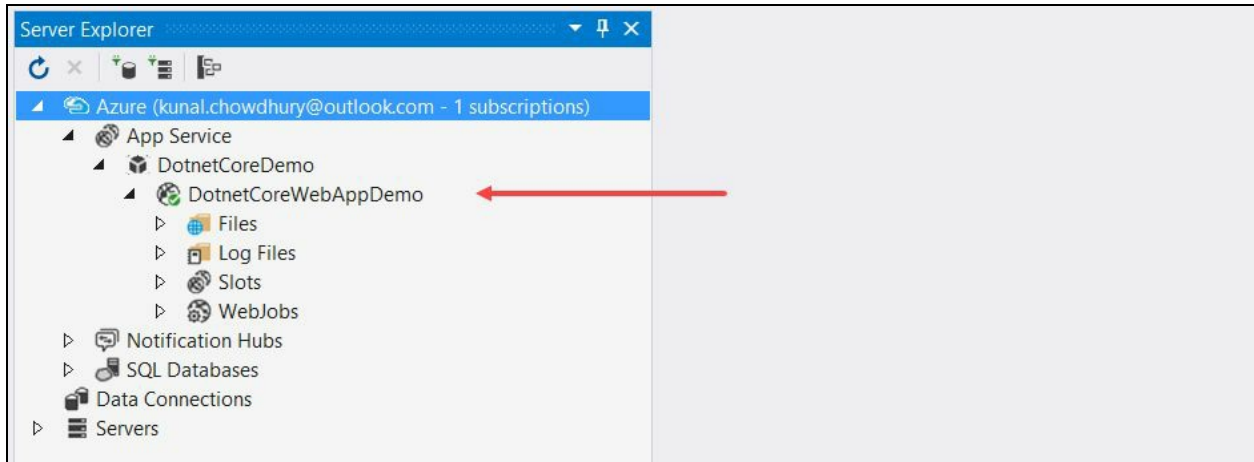 Server Explorer
Azure (kunal.chowdhury@outlook.com - 1 subscriptions)
App Service
DotnetCoreDemo
DotnetCoreWebAppDemo
Files
Log Files
Slots
WebJobs
Notification Hubs
SQL Databases
Data Connections
Servers